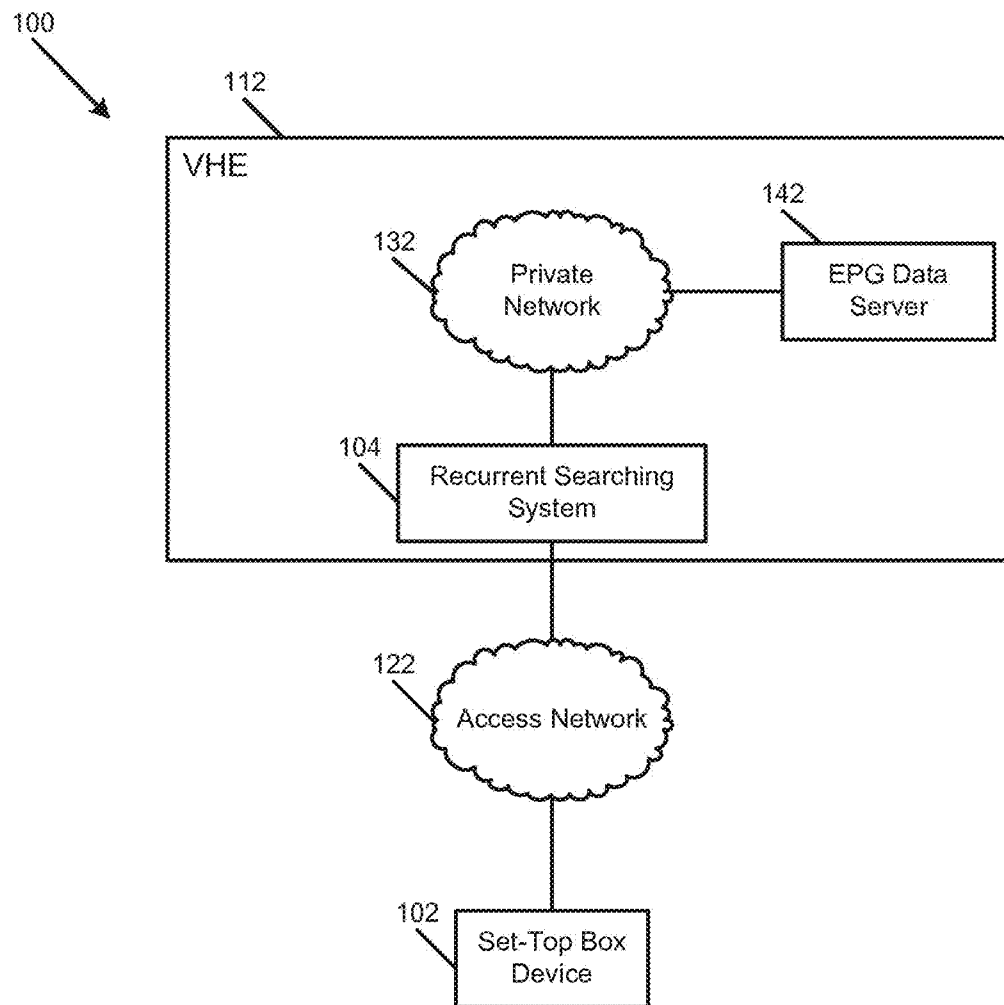 100
112
VHE
142
132
Private
Network
EPG Data
Server
104
Recurrent Searching
System
122
Access Network
102
Set-Top Box
Device